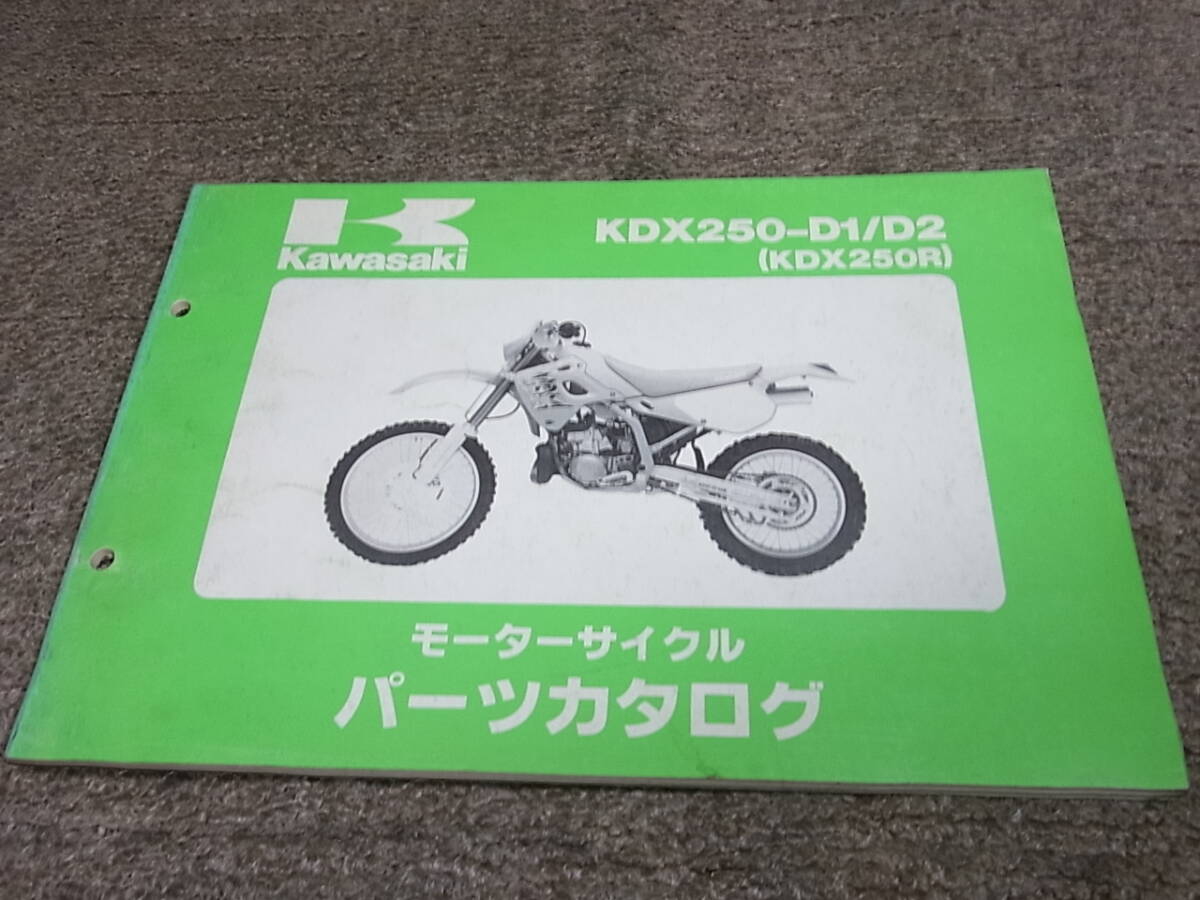 Kawasaki
KDX250-D1/D2
(KDX250R)
モーターサイクル
パーツカタログ